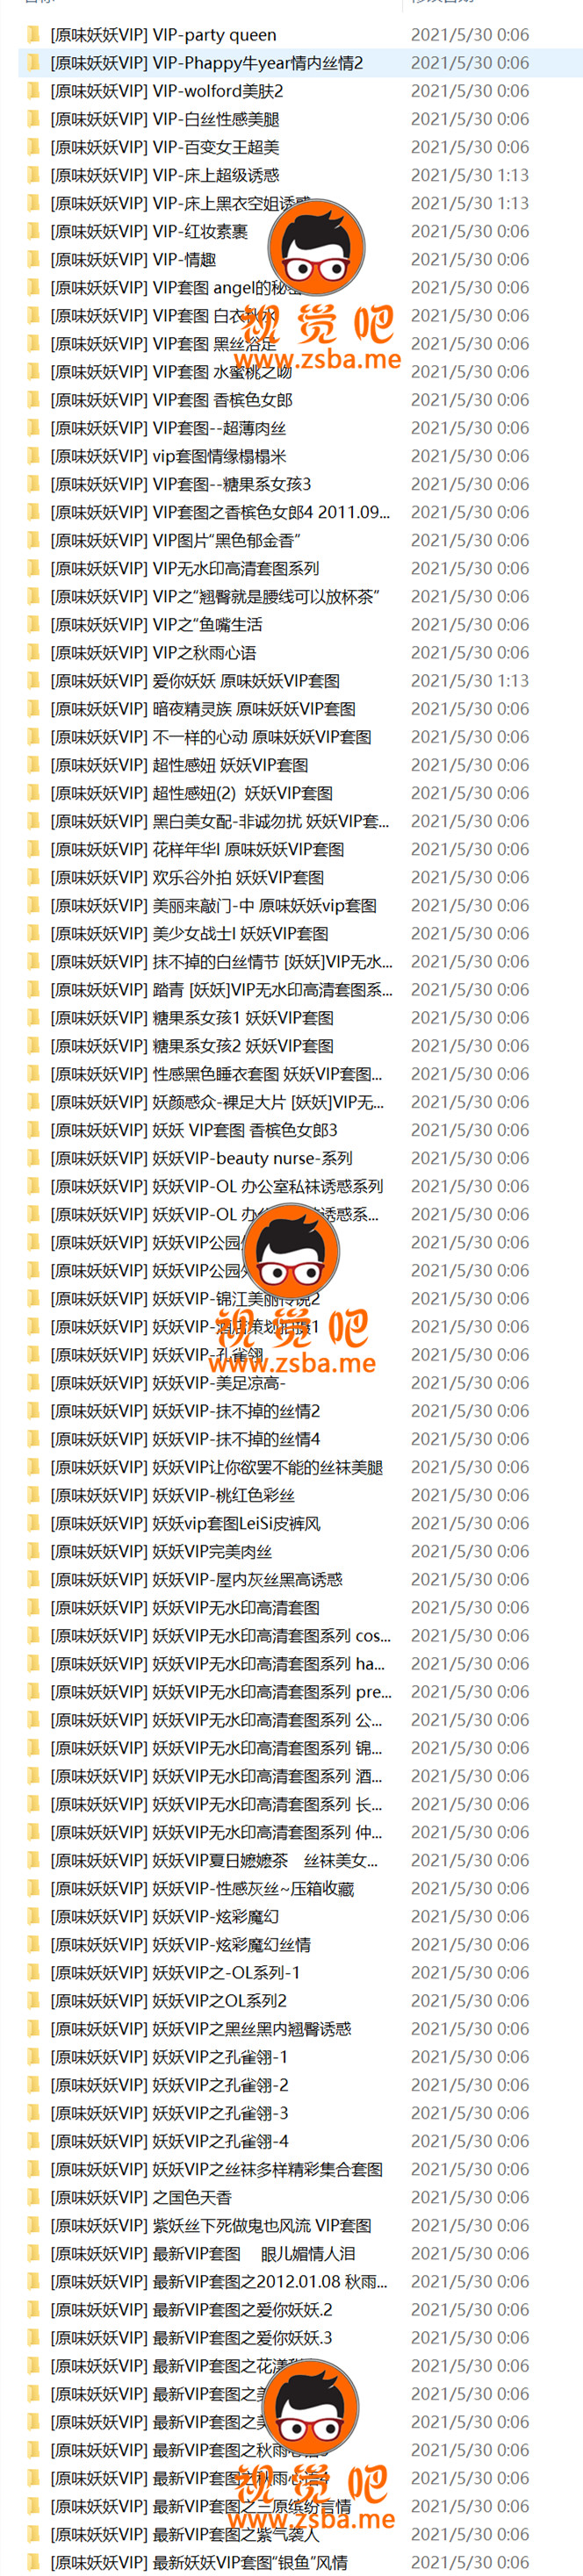 [原味妖妖VIP] VIP-party queen 2021/5/30 0:06
[原味妖妖VIP] VIP-Phappy牛year情内丝情2 2021/5/30 0:06
[原味妖妖VIP] VIP-wolford美肤2 2021/5/30 0:06
[原味妖妖VIP] VIP-白丝性感美腿 2021/5/30 0:06
[原味妖妖VIP] VIP-百变女王超美 2021/5/30 0:06
[原味妖妖VIP] VIP-床上超级诱惑 2021/5/30 1:13
[原味妖妖VIP] VIP-床上黑衣空姐诱惑 2021/5/30 1:13
[原味妖妖VIP] VIP-红妆素裹 2021/5/30 0:06
[原味妖妖VIP] VIP-情趣 2021/5/30 0:06
[原味妖妖VIP] VIP套图 angel的秘 2021/5/30 0:06
[原味妖妖VIP] VIP套图 白衣秋水 2021/5/30 0:06
视觉吧
[原味妖妖VIP] VIP套图 黑丝浴足 2021/5/30 0:06
www.zsba.me
[原味妖妖VIP] VIP套图 水蜜桃之吻 2021/5/30 0:06
[原味妖妖VIP] VIP套图 香槟色女郎 2021/5/30 0:06
[原味妖妖VIP] VIP套图--超薄肉丝 2021/5/30 0:06
[原味妖妖VIP] vip套图情缘榻榻米 2021/5/30 0:06
[原味妖妖VIP] VIP套图--糖果系女孩3 2021/5/30 0:06
[原味妖妖VIP] VIP套图之香槟色女郎4 2011.09... 2021/5/30 0:06
[原味妖妖VIP] VIP图片“黑色郁金香” 2021/5/30 0:06
[原味妖妖VIP] VIP无水印高清套图系列 2021/5/30 0:06
[原味妖妖VIP] VIP之“翘臀就是腰线可以放杯茶” 2021/5/30 0:06
[原味妖妖VIP] VIP之“鱼嘴生活 2021/5/30 0:06
[原味妖妖VIP] VIP之秋雨心语 2021/5/30 0:06
[原味妖妖VIP] 爱你妖妖 原味妖妖VIP套图 2021/5/30 1:13
[原味妖妖VIP] 暗夜精灵族 原味妖妖VIP套图 2021/5/30 0:06
[原味妖妖VIP] 不一样的心动 原味妖妖VIP套图 2021/5/30 0:06
[原味妖妖VIP] 超性感妞 妖妖VIP套图 2021/5/30 0:06
[原味妖妖VIP] 超性感妞(2) 妖妖VIP套图 2021/5/30 0:06
[原味妖妖VIP] 黑白美女配-非诚勿扰 妖妖VIP套... 2021/5/30 0:06
[原味妖妖VIP] 花样年华I 原味妖妖VIP套图 2021/5/30 0:06
[原味妖妖VIP] 欢乐谷外拍 妖妖VIP套图 2021/5/30 0:06
[原味妖妖VIP] 美丽来敲门-中 原味妖妖vip套图 2021/5/30 0:06
[原味妖妖VIP] 美少女战士I 妖妖VIP套图 2021/5/30 0:06
[原味妖妖VIP] 抹不掉的白丝情节 [妖妖]VIP无水... 2021/5/30 0:06
[原味妖妖VIP] 踏青 [妖妖]VIP无水印高清套图系... 2021/5/30 0:06
[原味妖妖VIP] 糖果系女孩1 妖妖VIP套图 2021/5/30 0:06
[原味妖妖VIP] 糖果系女孩2 妖妖VIP套图 2021/5/30 0:06
[原味妖妖VIP] 性感黑色睡衣套图 妖妖VIP套图... 2021/5/30 0:06
[原味妖妖VIP] 妖颜惑众-裸足大片 [妖妖]VIP无... 2021/5/30 0:06
[原味妖妖VIP] 妖妖 VIP套图 香槟色女郎3 2021/5/30 0:06
[原味妖妖VIP] 妖妖VIP-beauty nurse-系列 2021/5/30 0:06
[原味妖妖VIP] 妖妖VIP-OL 办公室私袜诱惑系列 2021/5/30 0:06
[原味妖妖VIP] 妖妖VIP-OL 办 诱惑系... 2021/5/30 0:06
[原味妖妖VIP] 妖妖VIP公园 2021/5/30 0:06
[原味妖妖VIP] 妖妖VIP公园 2021/5/30 0:06
[原味妖妖VIP] 妖妖VIP-锦江美丽传说2 2021/5/30 0:06
视觉吧
[原味妖妖VIP] 妖妖VIP-酒店策划拍摄1 2021/5/30 0:06
[原味妖妖VIP] 妖妖VIP-孔雀翎 2021/5/30 0:06
www.zsba.me
[原味妖妖VIP] 妖妖VIP-美足凉高- 2021/5/30 0:06
[原味妖妖VIP] 妖妖VIP-抹不掉的丝情2 2021/5/30 0:06
[原味妖妖VIP] 妖妖VIP-抹不掉的丝情4 2021/5/30 0:06
[原味妖妖VIP] 妖妖VIP让你欲罢不能的丝袜美腿 2021/5/30 0:06
[原味妖妖VIP] 妖妖VIP-桃红色彩丝 2021/5/30 0:06
[原味妖妖VIP] 妖妖vip套图LeiSi皮裤风 2021/5/30 0:06
[原味妖妖VIP] 妖妖VIP完美肉丝 2021/5/30 0:06
[原味妖妖VIP] 妖妖VIP-屋内灰丝黑高诱惑 2021/5/30 0:06
[原味妖妖VIP] 妖妖VIP无水印高清套图 2021/5/30 0:06
[原味妖妖VIP] 妖妖VIP无水印高清套图系列 cos... 2021/5/30 0:06
[原味妖妖VIP] 妖妖VIP无水印高清套图系列 ha... 2021/5/30 0:06
[原味妖妖VIP] 妖妖VIP无水印高清套图系列 pre... 2021/5/30 0:06
[原味妖妖VIP] 妖妖VIP无水印高清套图系列 公... 2021/5/30 0:06
[原味妖妖VIP] 妖妖VIP无水印高清套图系列 锦... 2021/5/30 0:06
[原味妖妖VIP] 妖妖VIP无水印高清套图系列 酒... 2021/5/30 0:06
[原味妖妖VIP] 妖妖VIP无水印高清套图系列 长... 2021/5/30 0:06
[原味妖妖VIP] 妖妖VIP无水印高清套图系列 仲... 2021/5/30 0:06
[原味妖妖VIP] 妖妖VIP夏日嬷嬷茶 丝袜美女... 2021/5/30 0:06
[原味妖妖VIP] 妖妖VIP-性感灰丝~压箱收藏 2021/5/30 0:06
[原味妖妖VIP] 妖妖VIP-炫彩魔幻 2021/5/30 0:06
[原味妖妖VIP] 妖妖VIP-炫彩魔幻丝情 2021/5/30 0:06
[原味妖妖VIP] 妖妖VIP之-OL系列-1 2021/5/30 0:06
[原味妖妖VIP] 妖妖VIP之OL系列2 2021/5/30 0:06
[原味妖妖VIP] 妖妖VIP之黑丝黑内翘臀诱惑 2021/5/30 0:06
[原味妖妖VIP] 妖妖VIP之孔雀翎-1 2021/5/30 0:06
[原味妖妖VIP] 妖妖VIP之孔雀翎-2 2021/5/30 0:06
[原味妖妖VIP] 妖妖VIP之孔雀翎-3 2021/5/30 0:06
[原味妖妖VIP] 妖妖VIP之孔雀翎-4 2021/5/30 0:06
[原味妖妖VIP] 妖妖VIP之丝袜多样精彩集合套图 2021/5/30 0:06
[原味妖妖VIP] 之国色天香 2021/5/30 0:06
[原味妖妖VIP] 紫妖丝下死做鬼也风流 VIP套图 2021/5/30 0:06
[原味妖妖VIP] 最新VIP套图 眼儿媚情人泪 2021/5/30 0:06
[原味妖妖VIP] 最新VIP套图之2012.01.08 秋雨... 2021/5/30 0:06
[原味妖妖VIP] 最新VIP套图之爱你妖妖.2 2021/5/30 0:06
[原味妖妖VIP] 最新VIP套图之爱你妖妖.3 2021/5/30 0:06
[原味妖妖VIP] 最新VIP套图之花漾 2021/5/30 0:06
[原味妖妖VIP] 最新VIP套图之美 2021/5/30 0:06
[原味妖妖VIP] 最新VIP套图之美 2021/5/30 0:06
[原味妖妖VIP] 最新VIP套图之秋雨心语3 2021/5/30 0:06
[原味妖妖VIP] 最新VIP套图之秋雨心语4 2021/5/30 0:06
视觉吧
[原味妖妖VIP] 最新VIP套图之三原缤纷言情 2021/5/30 0:06
www.zsba.me
[原味妖妖VIP] 最新VIP套图之紫气袭人 2021/5/30 0:06
[原味妖妖VIP] 最新妖妖VIP套图“银鱼”风情 2021/5/30 0:06